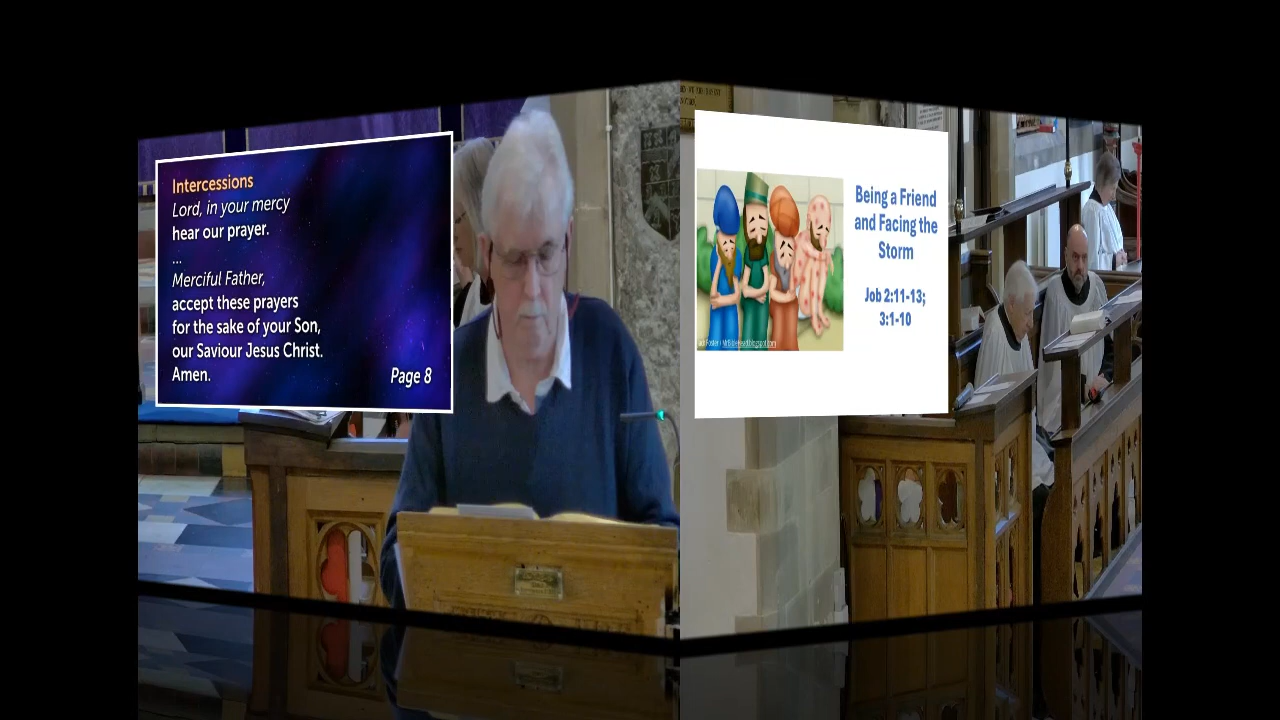 Intercessions
Lord, in your mercy
hear our prayer.
...
Merciful Father,
accept these prayers
for the sake of your Son,
our Saviour Jesus Christ.
Amen.
Page 8
Being a Friend
and Facing the
Storm
Job 2:11-13;
3:1-10